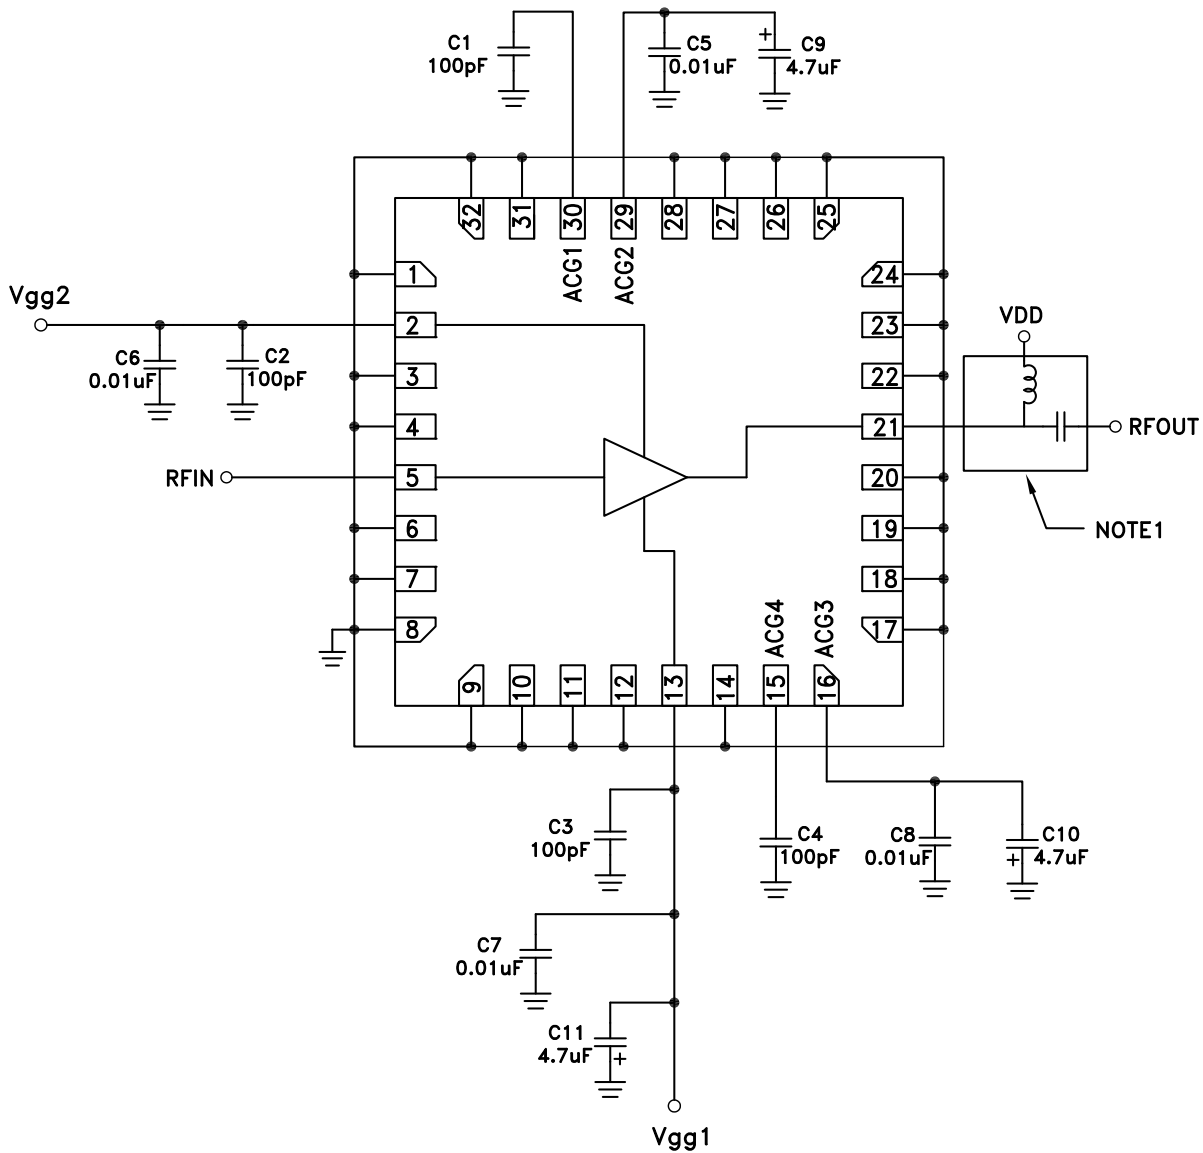 C1
100pF
C5
0.01uF
+
C9
4.7uF
32
31
30
29
28
27
26
25
ACG1
ACG2
1
2
3
4
5
6
7
8
24
23
22
21
20
19
18
17
Vgg2
C6
0.01uF
C2
100pF
RFIN
VDD
RFOUT
NOTE1
ACG4
ACG3
9
10
11
12
13
14
15
16
C3
100pF
C4
100pF
C8
0.01uF
C10
+
4.7uF
C7
0.01uF
C11
4.7uF
+
Vgg1